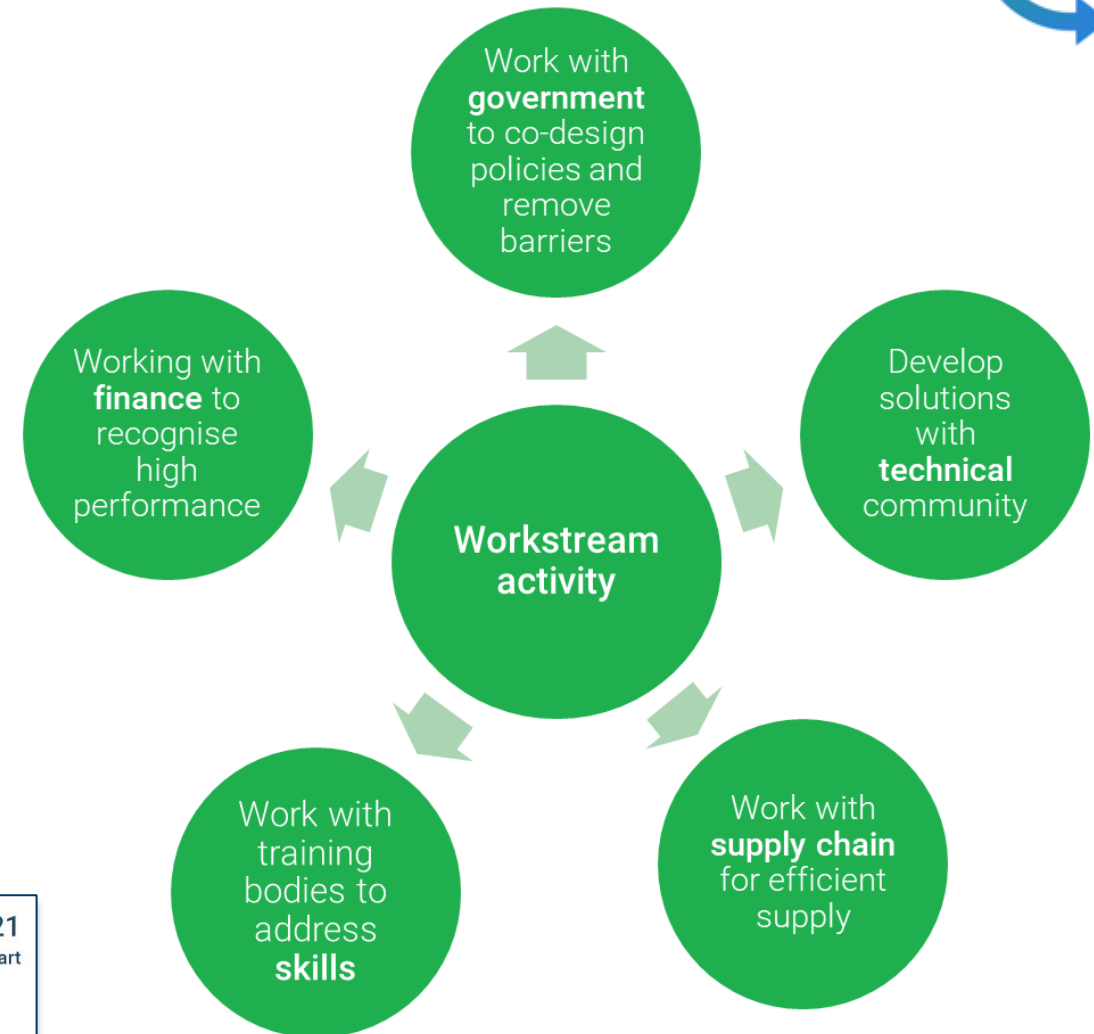 Work with
government
to co-design
policies and
remove
barriers
Working with
finance to
recognise
high
performance
Develop
solutions
with
technical
community
Workstream
activity
Work with
training
bodies to
address
skills
Work with
supply chain
for efficient
supply
21
art